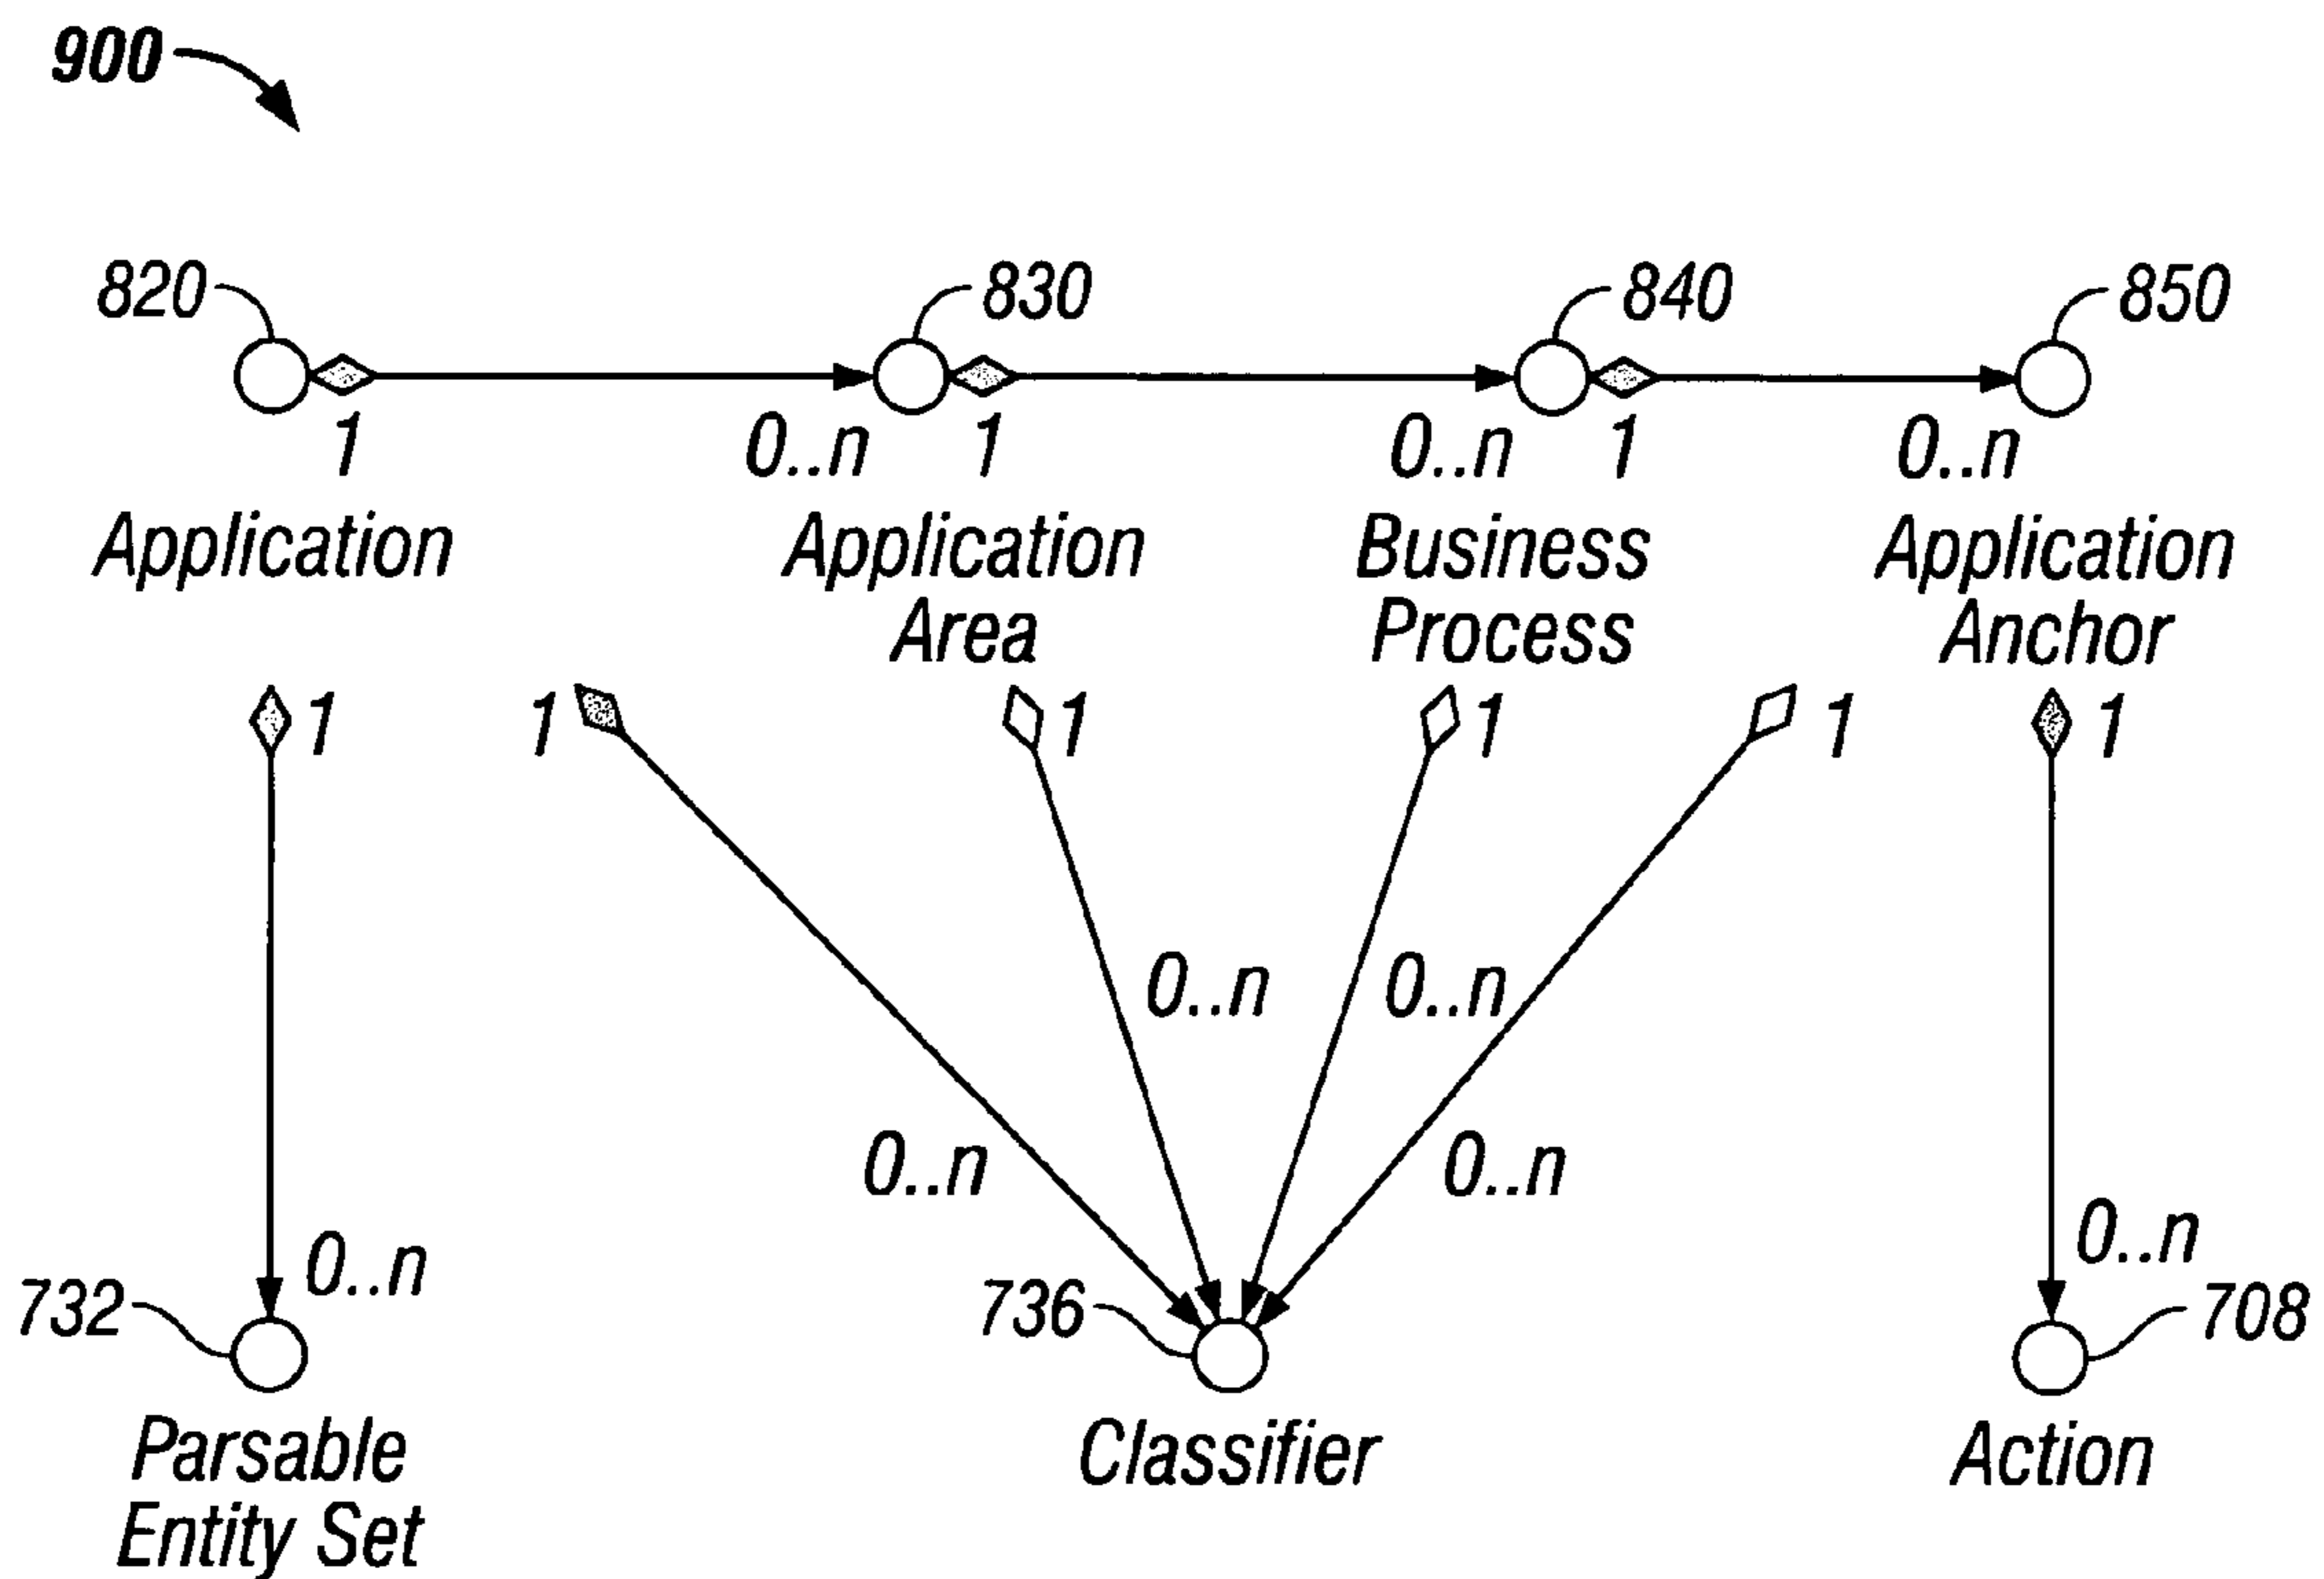 900
820
830
840
850
1
0..n
1
0..n
1
0..n
Application
Application
Area
Business
Process
Application
Anchor
1
1
1
1
1
1
0..n
0..n
0..n
0..n
0..n
0..n
732
736
708
Parsable
Entity Set
Classifier
Action